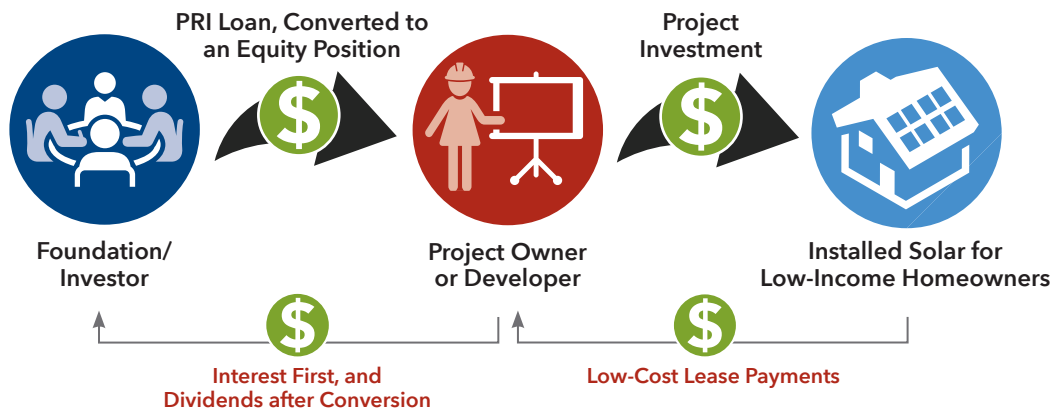 PRI Loan, Converted to
an Equity Position
$
Project
Investment
$
Foundation/
Investor
Project Owner
or Developer
Installed Solar for
Low-Income Homeowners
$
Interest First, and
Dividends after Conversion
$
Low-Cost Lease Payments